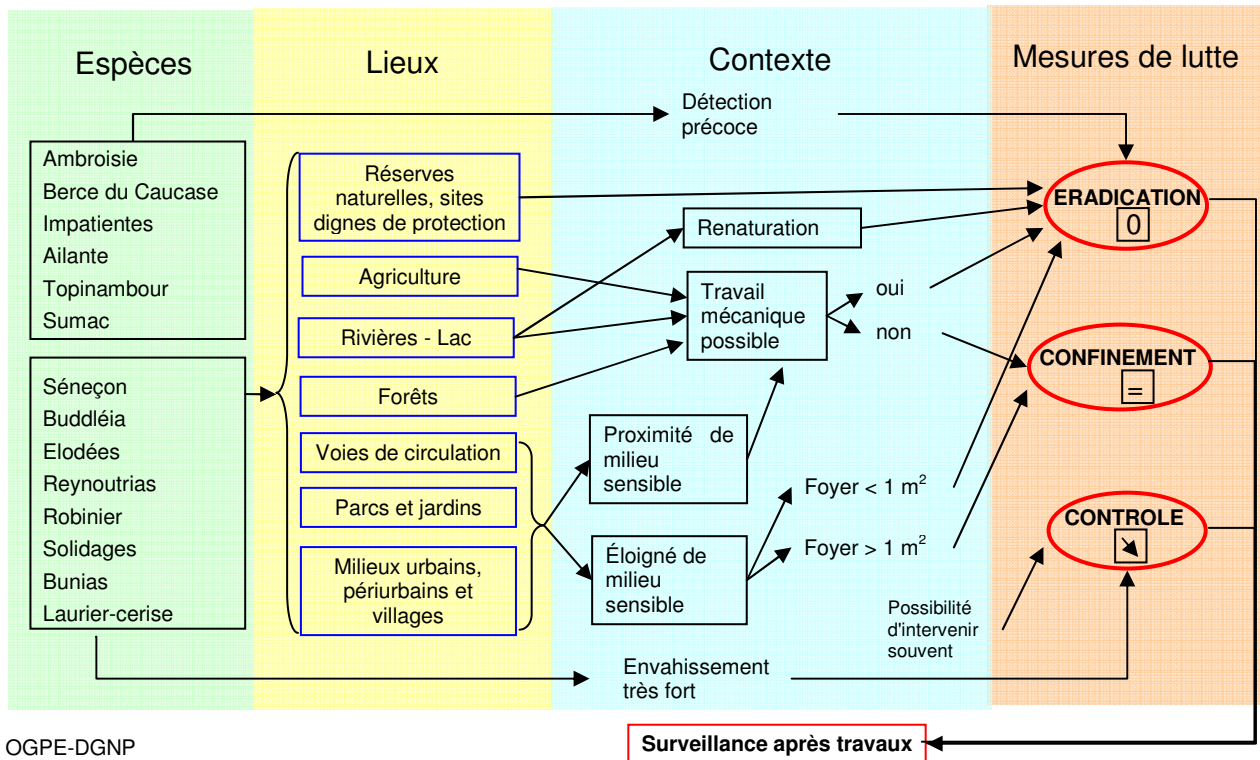 Espèces
Lieux
Contexte
Mesures de lutte
Ambroisie
Berce du Caucase
Impatientes
Ailante
Topinambour
Sumac
Séneçon
Buddléia
Elodées
Reynoutrias
Robinier
Solidages
Bunias
Laurier-cerise
Réserves
naturelles, sites
dignes de protection
Agriculture
Rivières - Lac
Forêts
Voies de circulation
Parcs et jardins
Milieux urbains,
périurbains et
villages
Détection
précoce
Renaturation
Travail
mécanique
possible
oui
non
Proximité de
milieu
sensible
Éloigné de
milieu
sensible
Foyer < 1 m²
Foyer > 1 m²
Possibilité
d'intervenir
souvent
Envahissement
très fort
ERADICATION
0
CONFINEMENT
=
CONTROLE
Surveillance après travaux
OGPE-DGNP